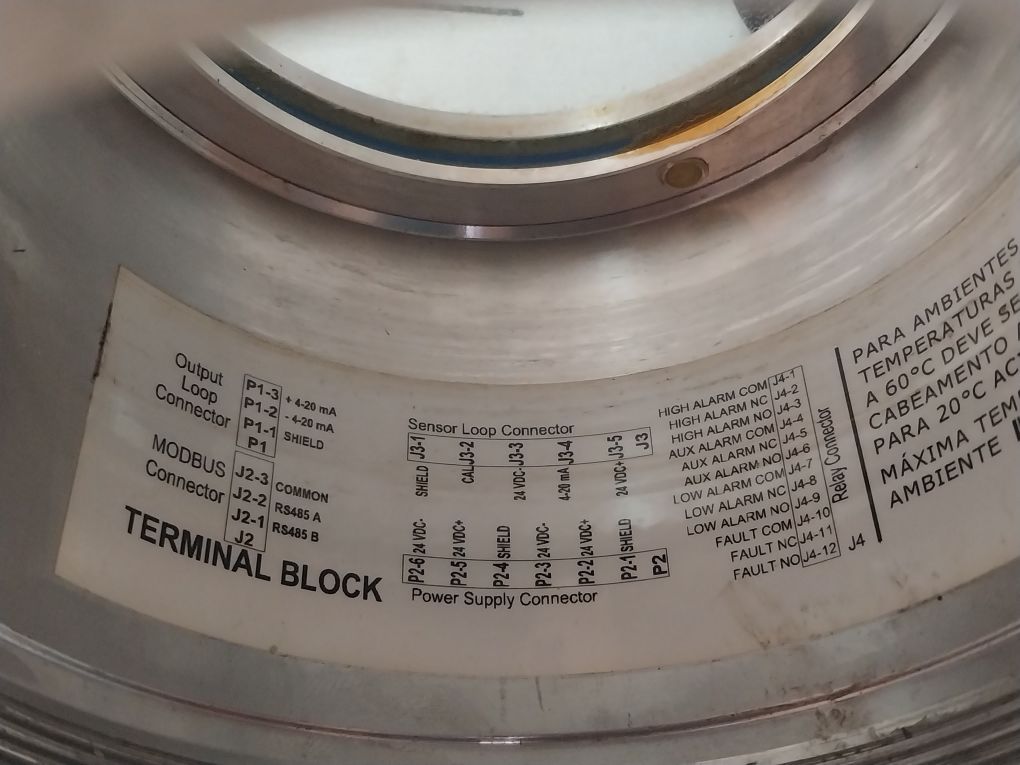 Output
Loop
Connector
P1-3 + 4-20 mA
P1-2 - 4-20 mA
P1-1 SHIELD
P1
MODBUS
Connector
J2-3 COMMON
J2-2 RS485 A
J2-1 RS485 B
J2
TERMINAL BLOCK
Sensor Loop Connector
J3-1 J3-2 J3-3 J3-4 J3-5 J3
SHIELD CAL 24 VDC- 4-20 mA 24 VDC+
24 VDC- 24 VDC+ SHIELD 24 VDC- 24 VDC+ SHIELD
P2-6 P2-5 P2-4 P2-3 P2-2 P2-1 P2
Power Supply Connector
HIGH ALARM COM J4-1
HIGH ALARM NC J4-2
HIGH ALARM NO J4-3
AUX ALARM COM J4-4
AUX ALARM NC J4-5
AUX ALARM NO J4-6
LOW ALARM COM J4-7
LOW ALARM NC J4-8
LOW ALARM NO J4-9
FAULT COM J4-10
FAULT NC J4-11
FAULT NO J4-12
J4
Relay Connector
PARA AMBIENTES
TEMPERATURAS
A 60°C DEVE SE
CABEAMENTO
PARA 20°C AC
MÁXIMA TEM
AMBIENTE